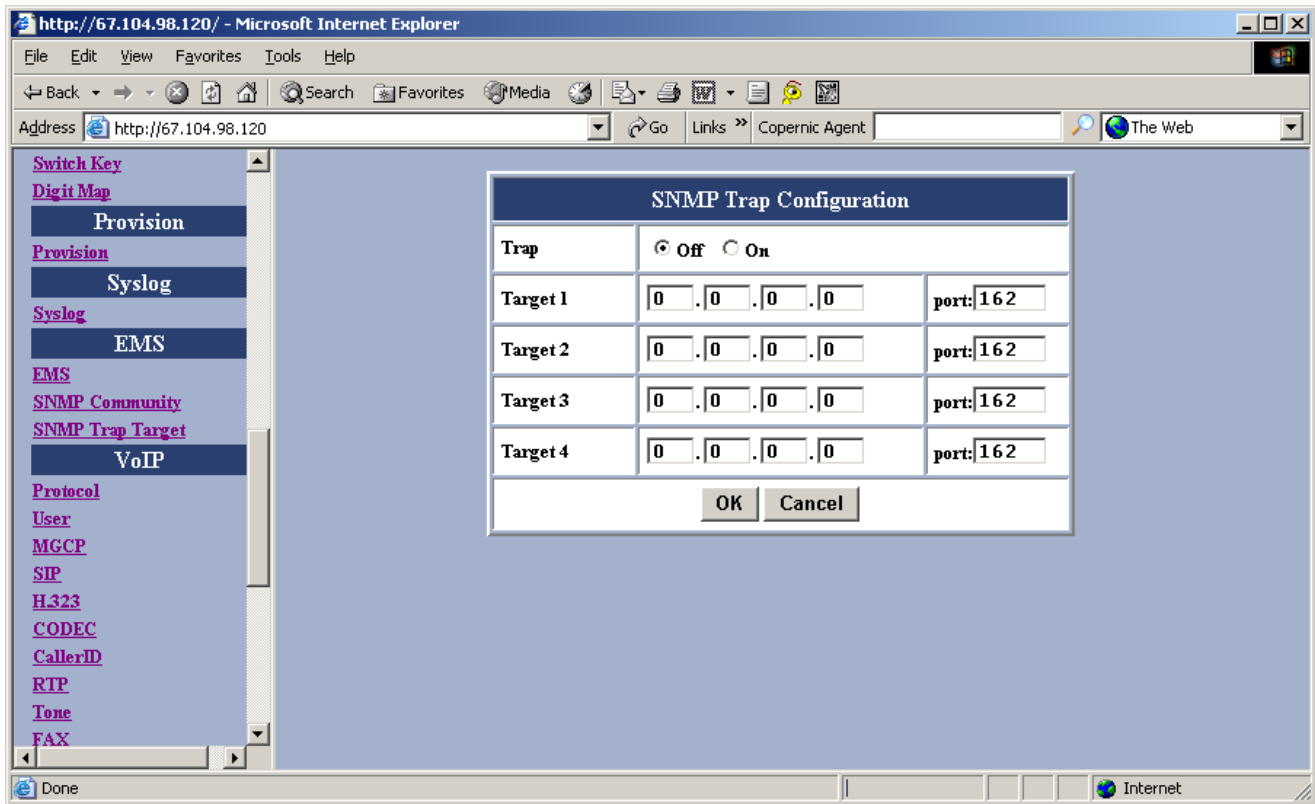 http://67.104.98.120/ - Microsoft Internet Explorer
File Edit View Favorites Tools Help
Back Search Favorites Media
Address http://67.104.98.120 Go Links » Copernic Agent The Web
Switch Key
Digit Map
Provision
Provision
Syslog
Syslog
EMS
EMS
SNMP Community
SNMP Trap Target
VoIP
Protocol
User
MGCP
SIP
H.323
CODEC
CallerID
RTP
Tone
FAX
SNMP Trap Configuration
Trap Off On
Target 1 0 . 0 . 0 . 0 port: 162
Target 2 0 . 0 . 0 . 0 port: 162
Target 3 0 . 0 . 0 . 0 port: 162
Target 4 0 . 0 . 0 . 0 port: 162
OK Cancel
Done Internet